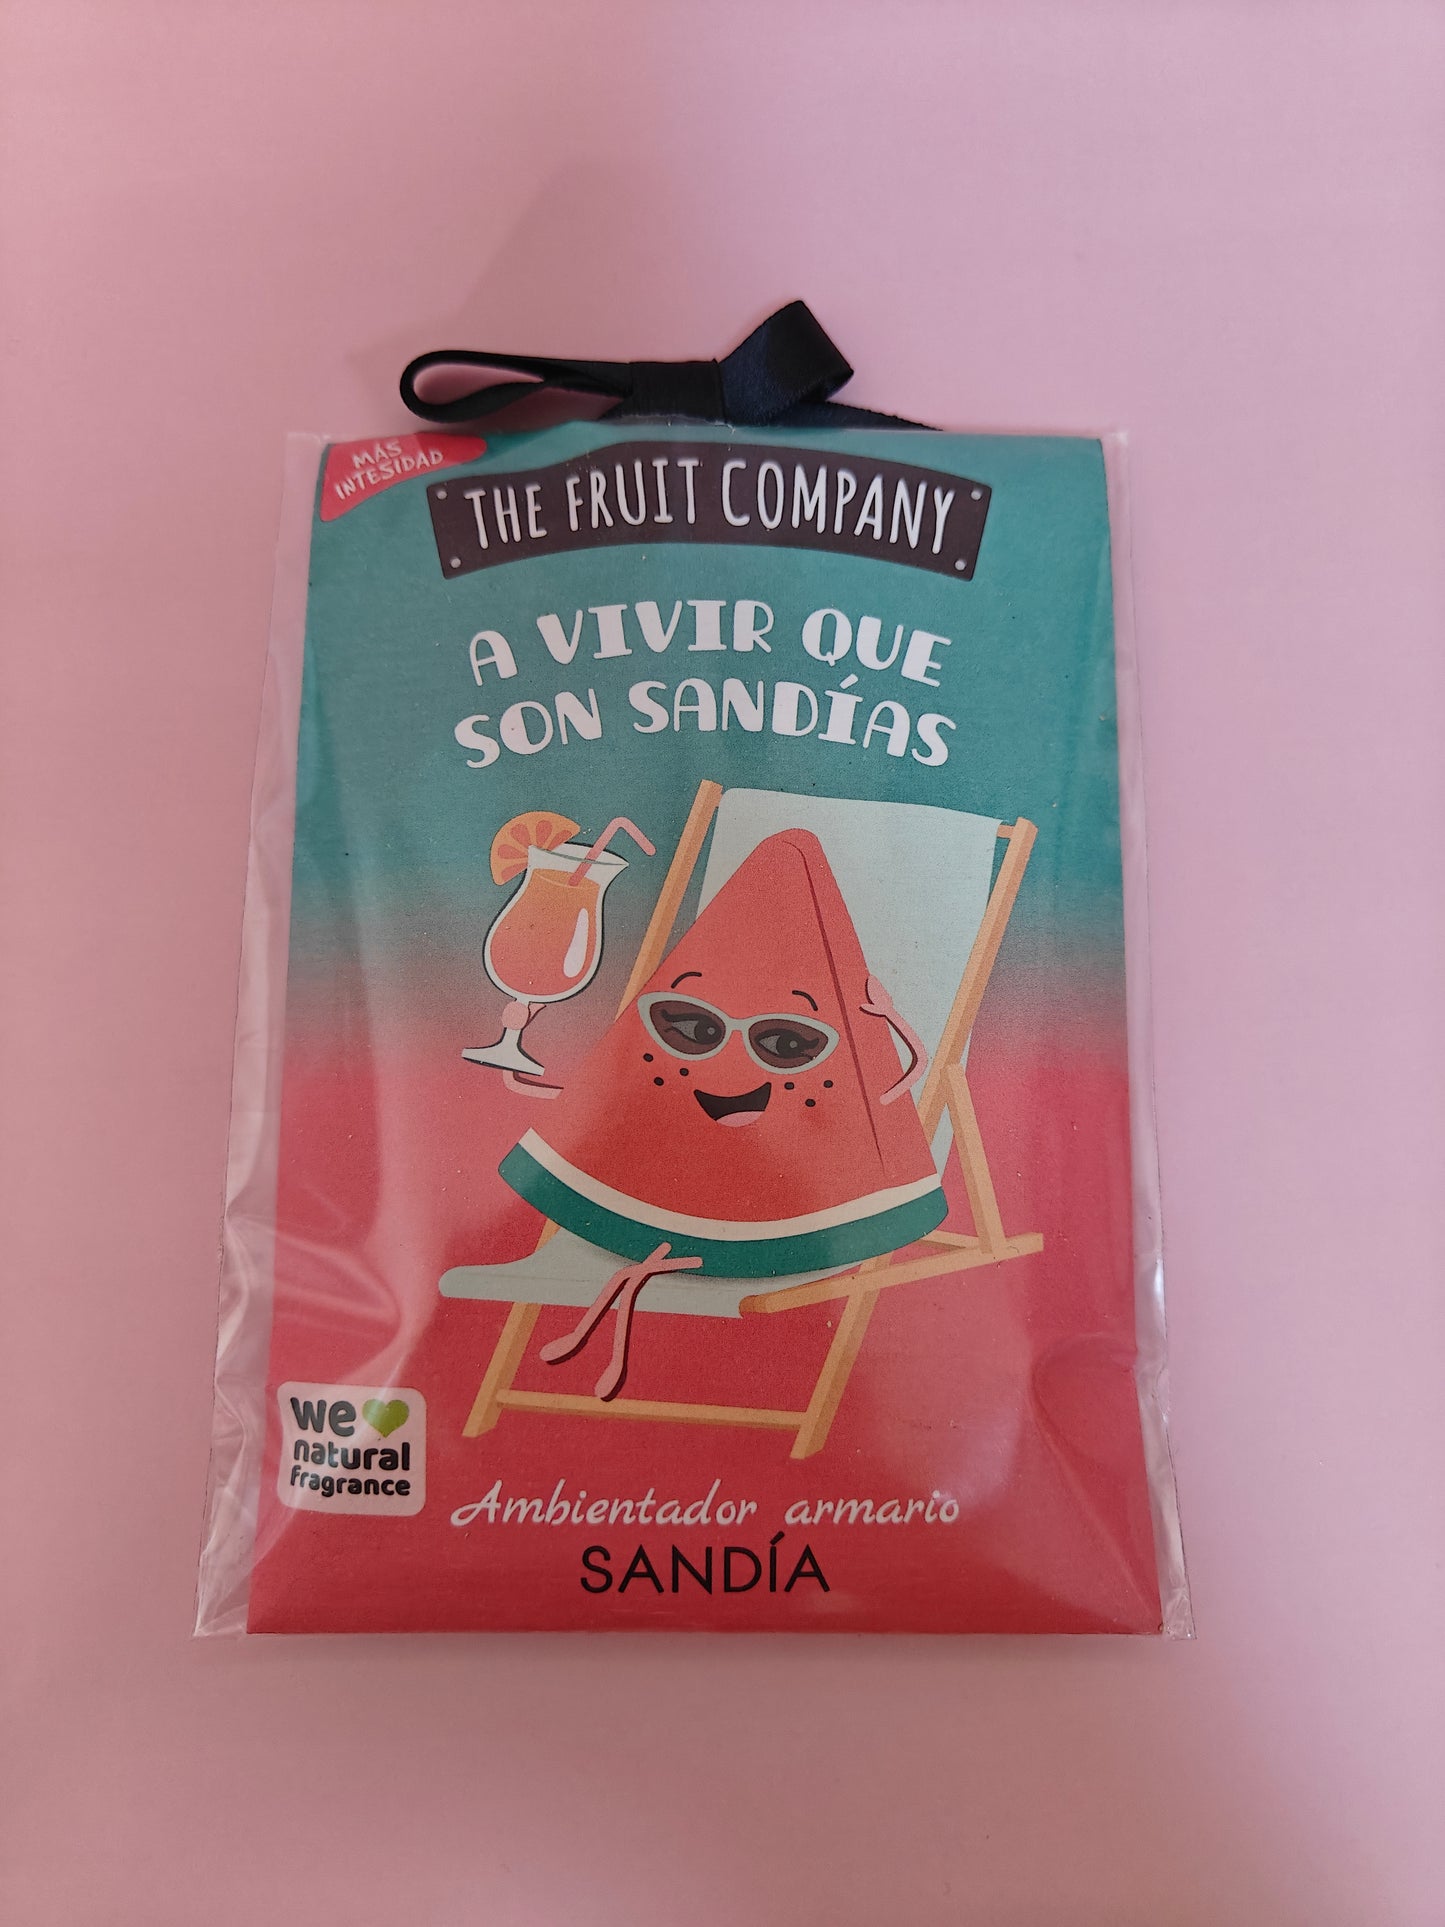 MÁS
INTESIDAD
THE FRUIT COMPANY
A VIVIR QUE
SON SANDÍAS
we
natural
fragrance
Ambientador armario
SANDÍA